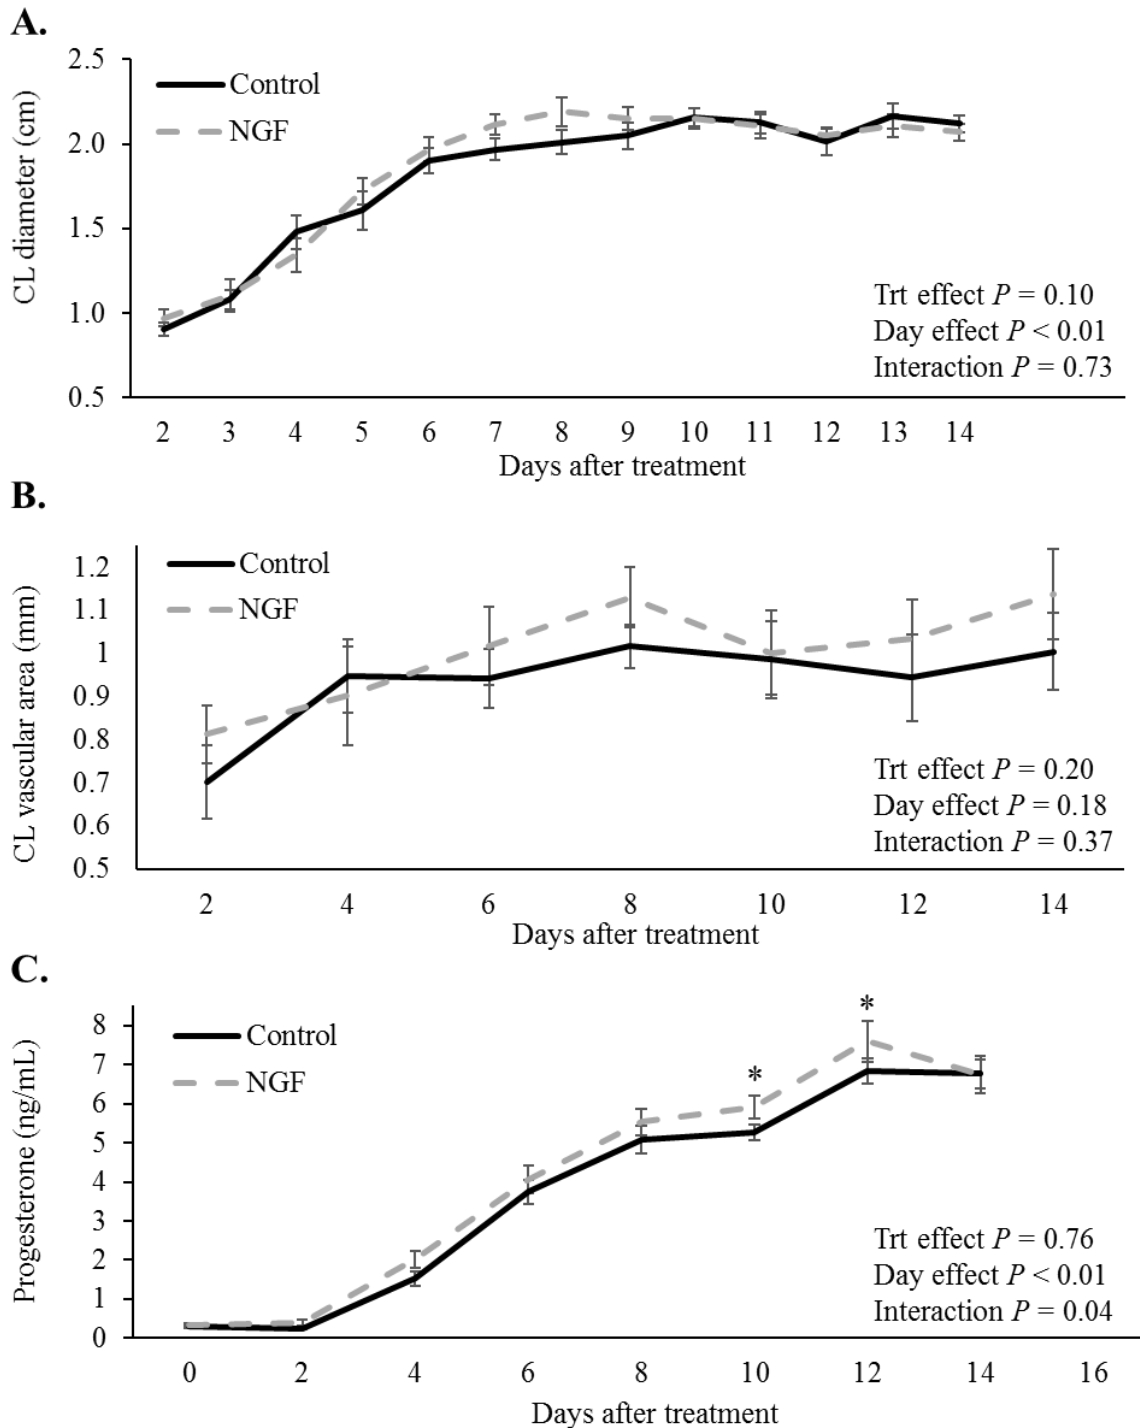 A.
2.5
2.0
1.5
1.0
0.5
CL diameter (cm)
Control
NGF
Trt effect P = 0.10
Day effect P < 0.01
Interaction P = 0.73
2 3 4 5 6 7 8 9 10 11 12 13 14
Days after treatment
B.
1.2
1.1
1
0.9
0.8
0.7
0.6
0.5
CL vascular area (mm)
Control
NGF
Trt effect P = 0.20
Day effect P = 0.18
Interaction P = 0.37
2 4 6 8 10 12 14
Days after treatment
C.
8
7
6
5
4
3
2
1
0
Progesterone (ng/mL)
Control
NGF
*
*
Trt effect P = 0.76
Day effect P < 0.01
Interaction P = 0.04
0 2 4 6 8 10 12 14 16
Days after treatment